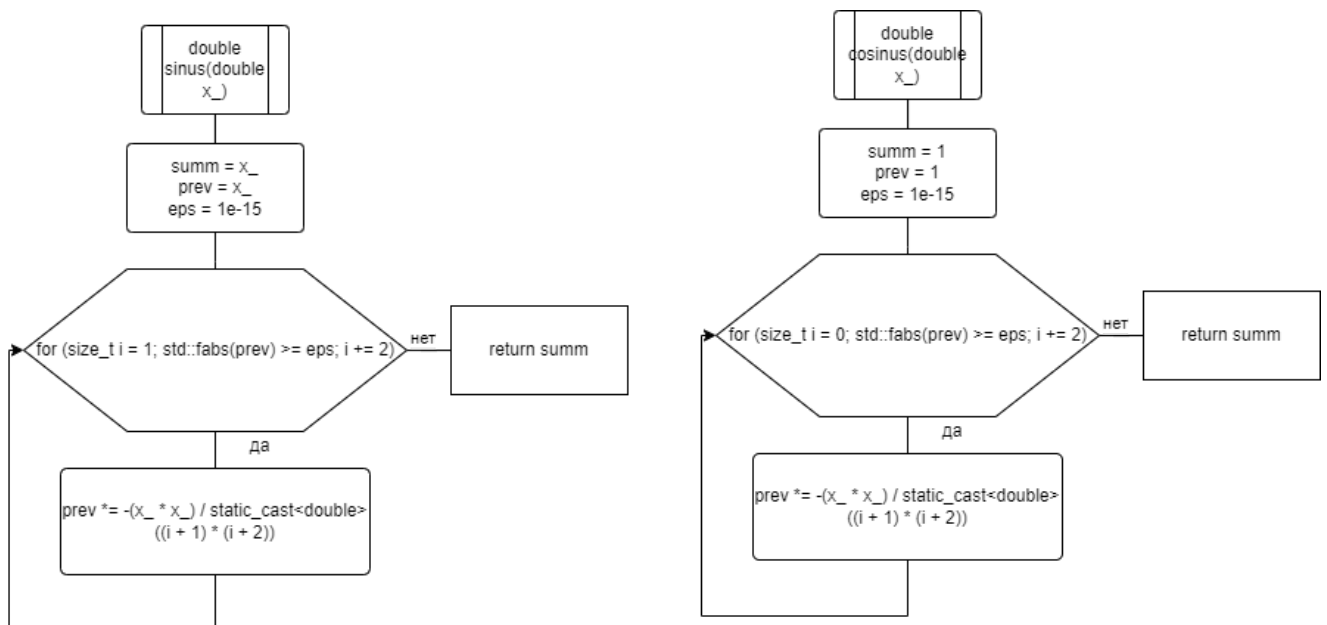 double
sinus(double
x_)
summ = x_
prev = x_
eps = 1e-15
for (size_t i = 1; std::fabs(prev) >= eps; i += 2)
нет
return summ
да
prev *= -(x_ * x_) / static_cast<double>
((i + 1) * (i + 2))
double
cosinus(double
x_)
summ = 1
prev = 1
eps = 1e-15
for (size_t i = 0; std::fabs(prev) >= eps; i += 2)
нет
return summ
да
prev *= -(x_ * x_) / static_cast<double>
((i + 1) * (i + 2))